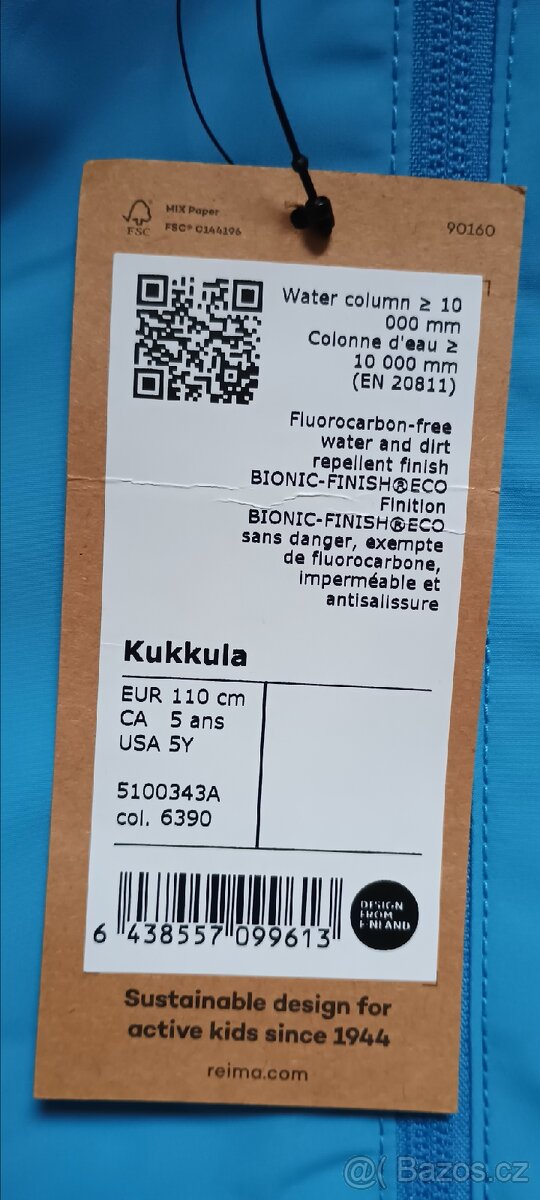 FSC
MIX Paper
FSC® C144196
90160
Water column ≥ 10
000 mm
Colonne d'eau ≥
10 000 mm
(EN 20811)
Fluorocarbon-free
water and dirt
repellent finish
BIONIC-FINISH®ECO
Finition
BIONIC-FINISH®ECO
sans danger, exempte
de fluorocarbone,
imperméable et
antisalissure
Kukkula
EUR 110 cm
CA 5 ans
USA 5Y
5100343A
col. 6390
6 438557 099613
DESIGN
FROM
FINLAND
Sustainable design for
active kids since 1944
reima.com
@( Bazos.cz